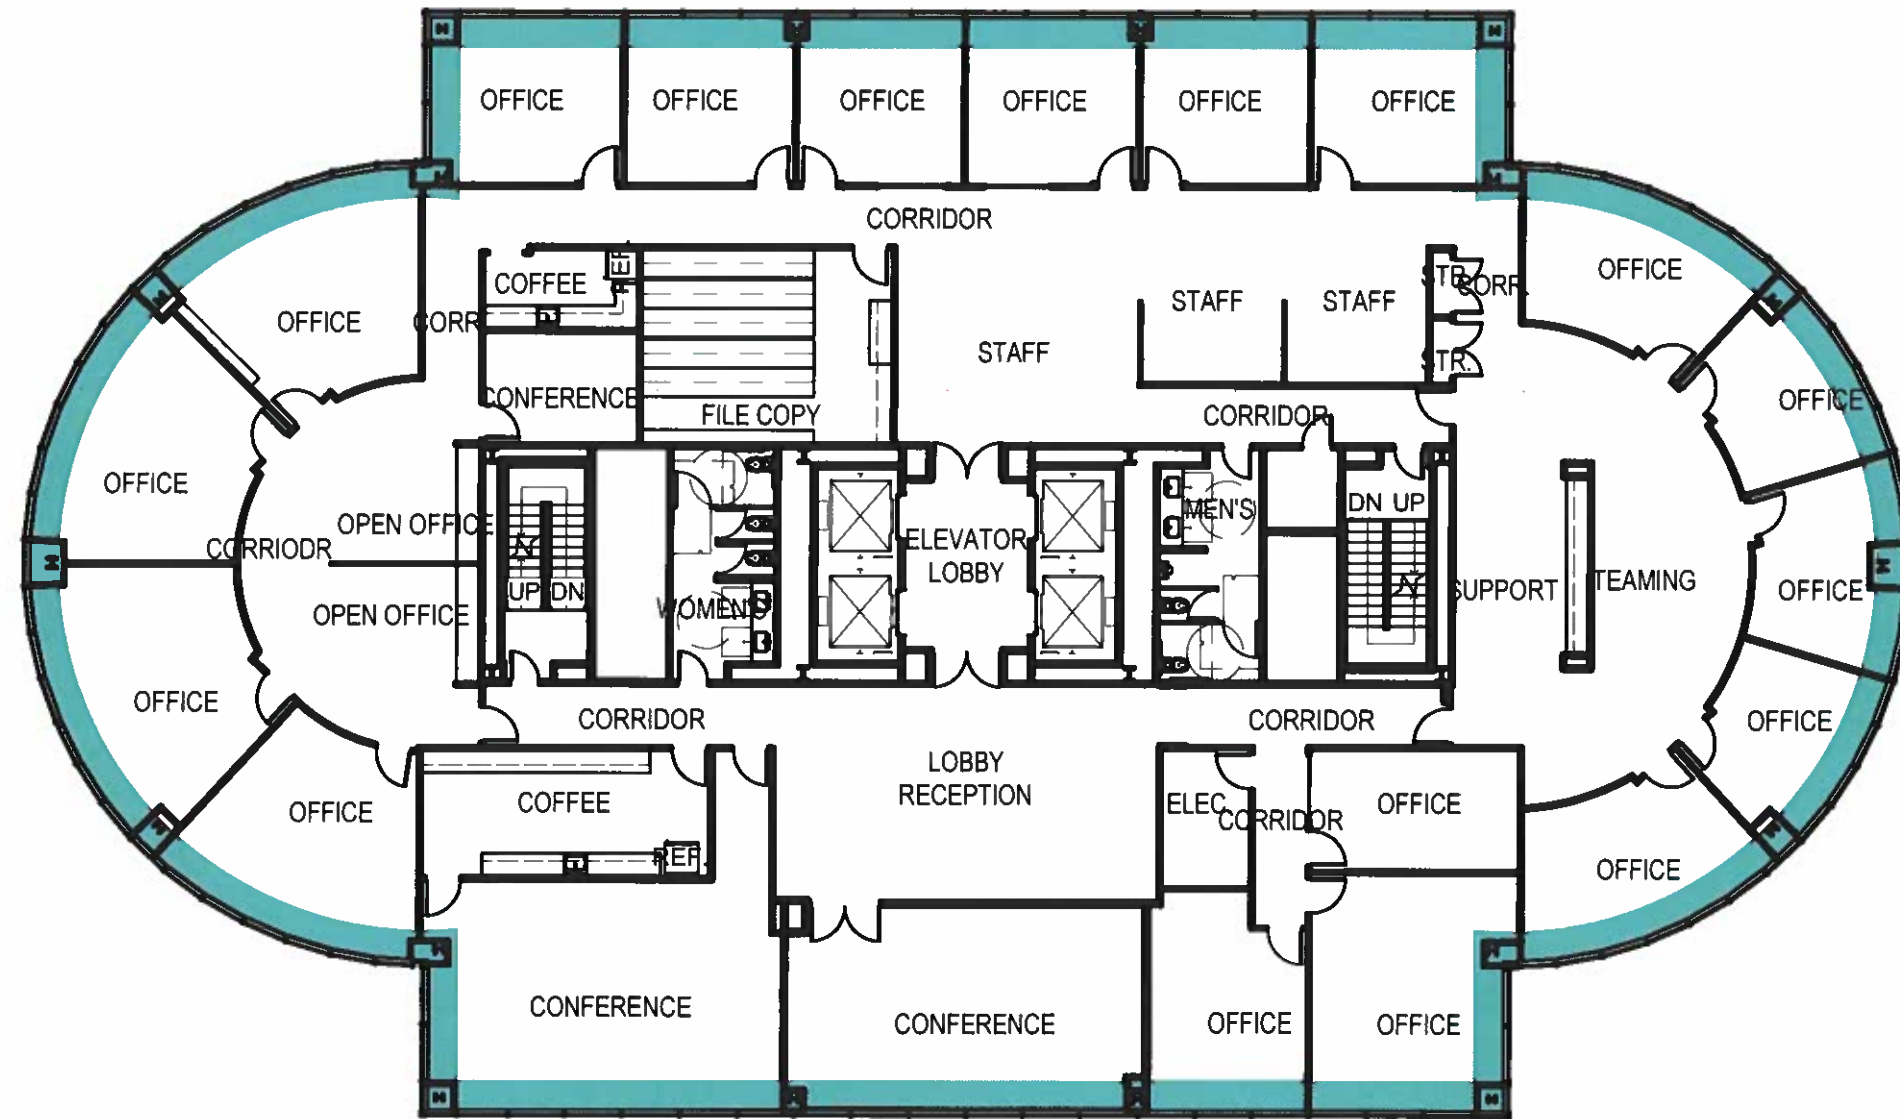 OFFICE
OFFICE
OFFICE
OFFICE
OFFICE
OFFICE
CORRIDOR
OFFICE
COFFEE
STAFF
STAFF
CORR.
OFFICE
CORR
STAFF
STR.
CONFERENCE
FILE COPY
CORRIDOR
OFFICE
OFFICE
OPEN OFFICE
MEN'S
DN UP
ELEVATOR
LOBBY
CORRIODR
UP DN
WOMEN'S
SUPPORT
TEAMING
OFFICE
OPEN OFFICE
OFFICE
CORRIDOR
CORRIDOR
OFFICE
LOBBY
RECEPTION
OFFICE
COFFEE
ELEC
CORRIDOR
OFFICE
REF.
OFFICE
CONFERENCE
CONFERENCE
OFFICE
OFFICE